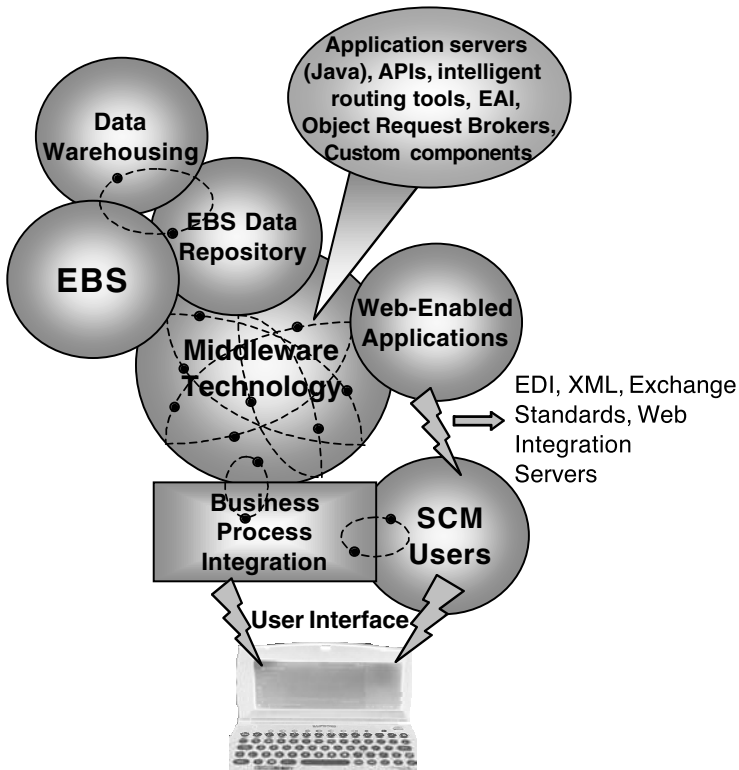 Application servers
(Java), APIs, intelligent
routing tools, EAI,
Object Request Brokers,
Custom components
Data
Warehousing
EBS Data
Repository
EBS
Web-Enabled
Applications
Middleware
Technology
EDI, XML, Exchange
Standards, Web
Integration
Servers
Business
Process
Integration
SCM
Users
User Interface